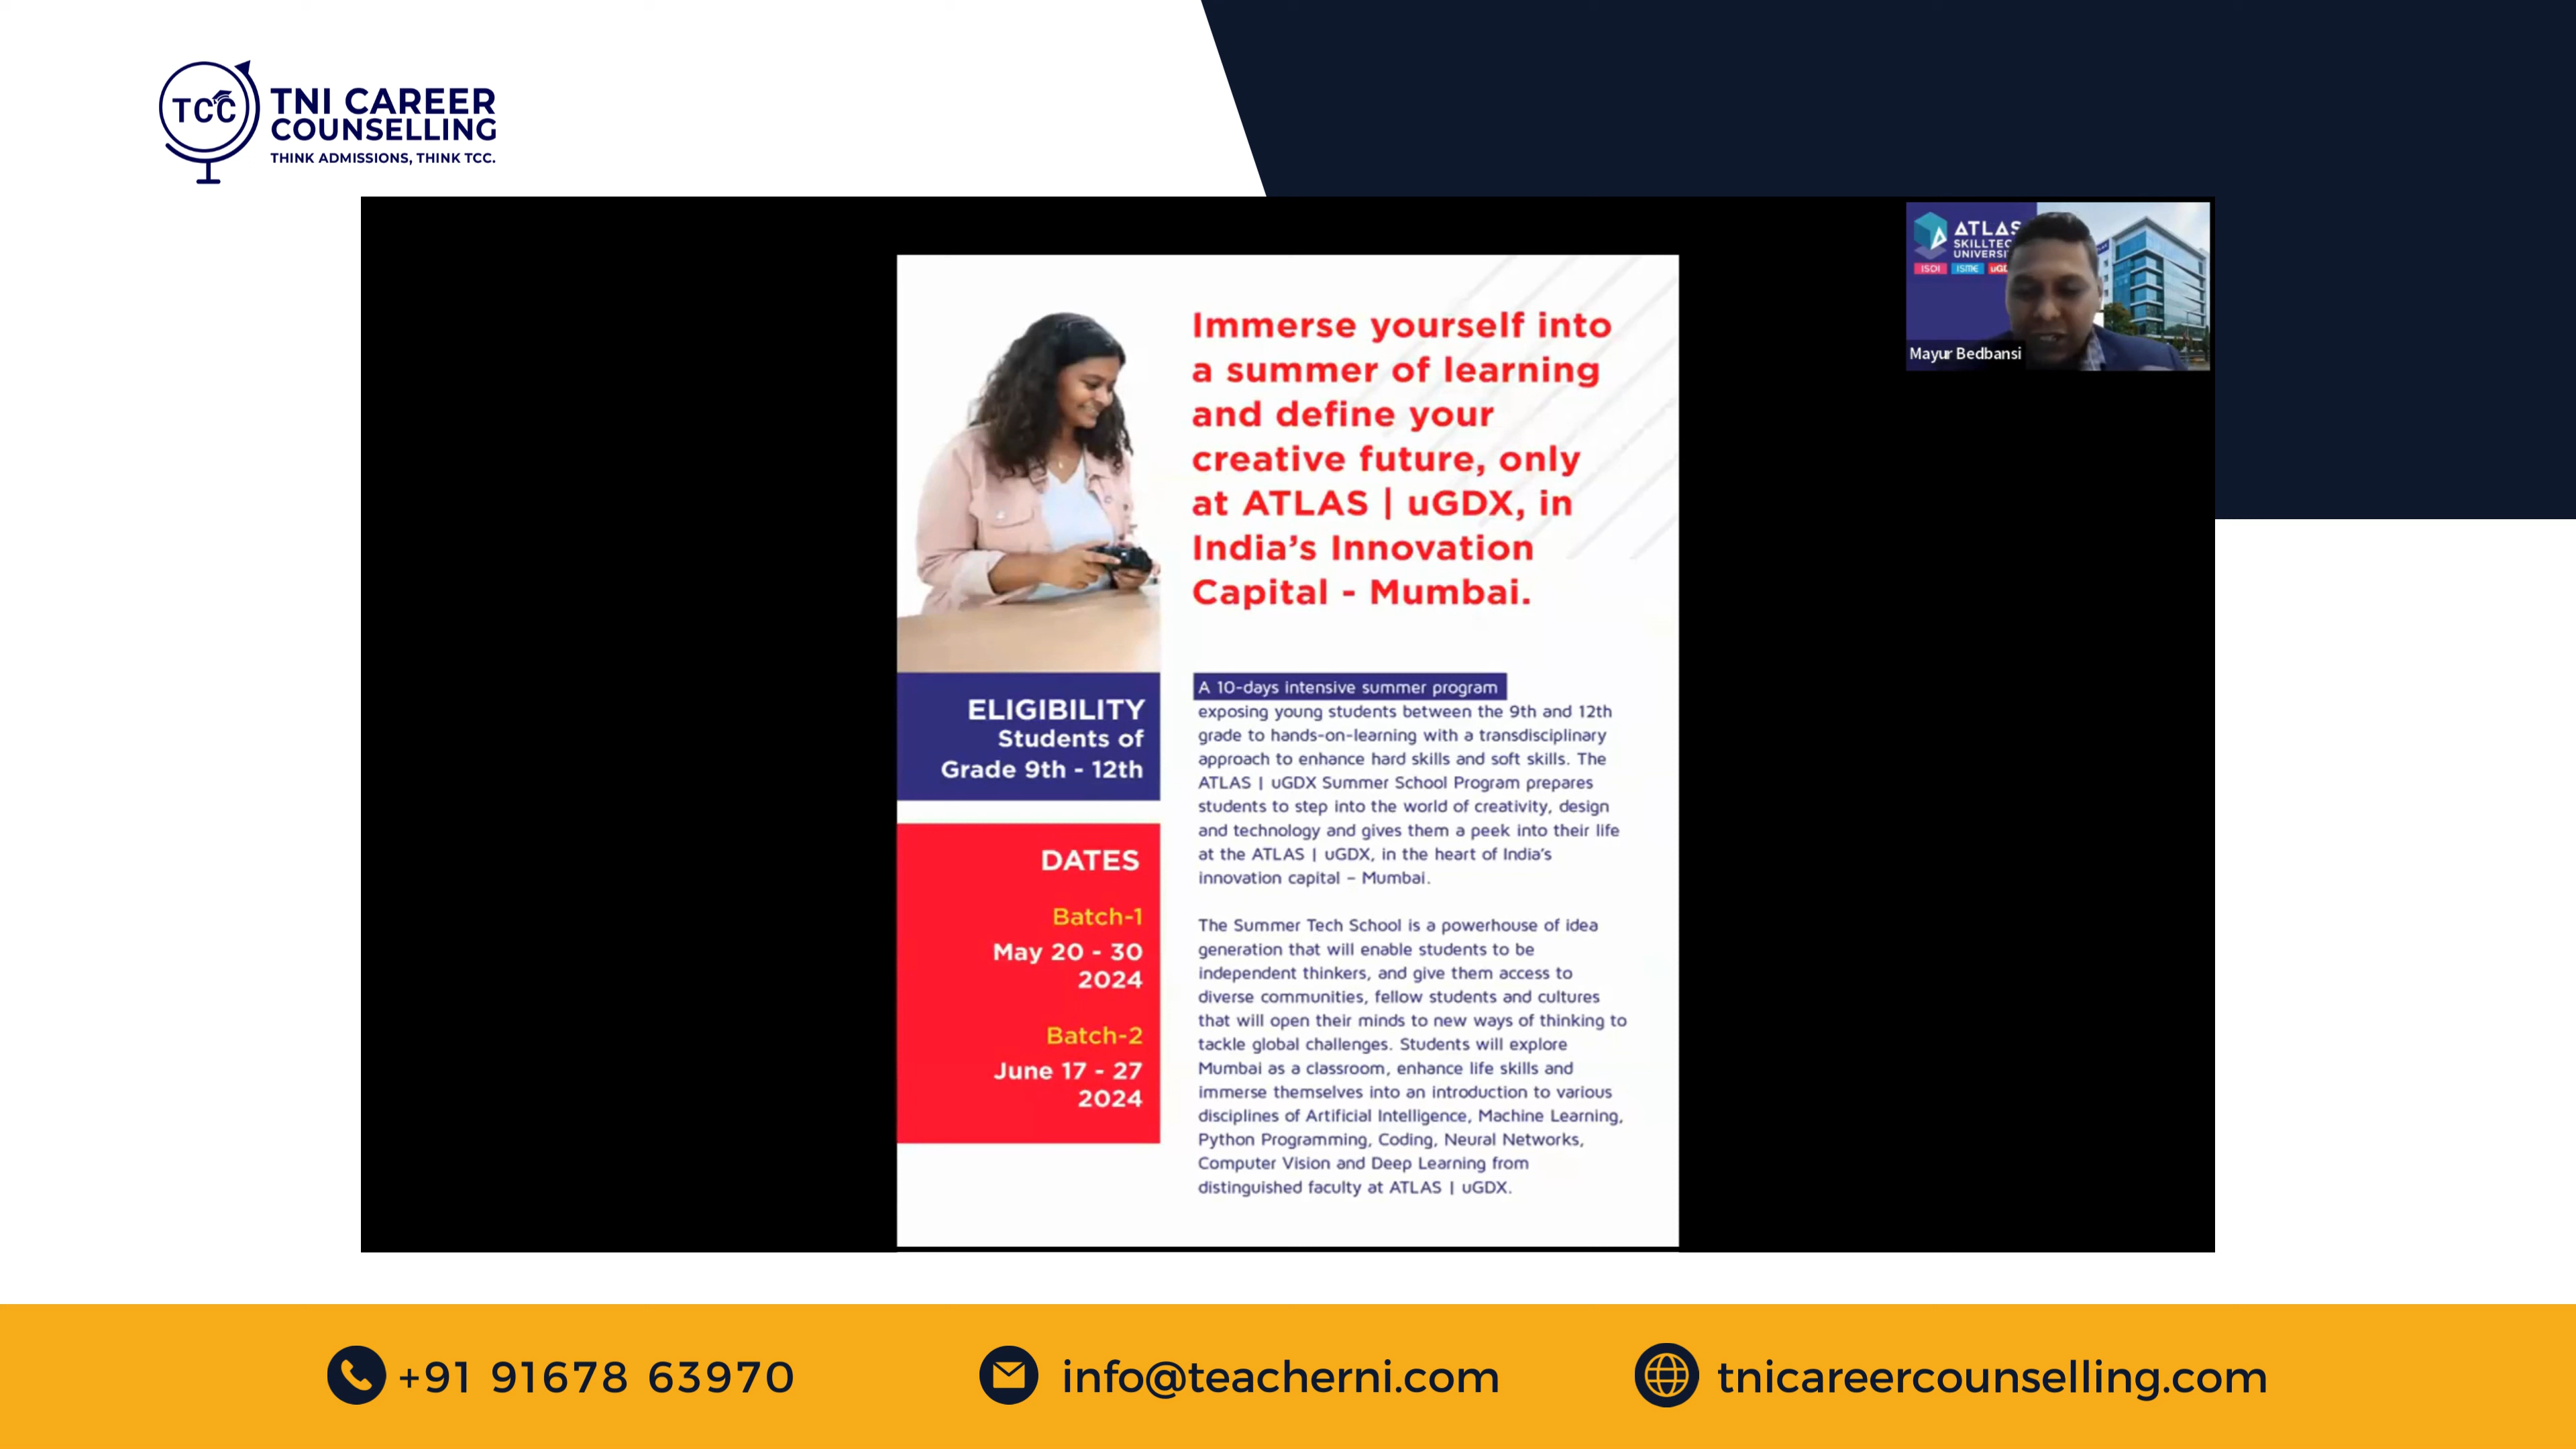 TCC
TNI CAREER
COUNSELLING
THINK ADMISSIONS, THINK TCC.
ATLAS
SKILLTEC
UNIVERSI
ISDI ISME
Mayur Bedbansi
Immerse yourself into
a summer of learning
and define your
creative future, only
at ATLAS | uGDX, in
India's Innovation
Capital - Mumbai.
ELIGIBILITY
Students of
Grade 9th - 12th
DATES
Batch-1
May 20 - 30
2024
Batch-2
June 17 - 27
2024
A 10-days intensive summer program
exposing young students between the 9th and 12th
grade to hands-on-learning with a transdisciplinary
approach to enhance hard skills and soft skills. The
ATLAS | uGDX Summer School Program prepares
students to step into the world of creativity, design
and technology and gives them a peek into their life
at the ATLAS | uGDX, in the heart of India's
innovation capital – Mumbai.
The Summer Tech School is a powerhouse of idea
generation that will enable students to be
independent thinkers, and give them access to
diverse communities, fellow students and cultures
that will open their minds to new ways of thinking to
tackle global challenges. Students will explore
Mumbai as a classroom, enhance life skills and
immerse themselves into an introduction to various
disciplines of Artificial Intelligence, Machine Learning,
Python Programming, Coding, Neural Networks,
Computer Vision and Deep Learning from
distinguished faculty at ATLAS | uGDX.
+91 91678 63970
info@teacherni.com
tnicareercounselling.com